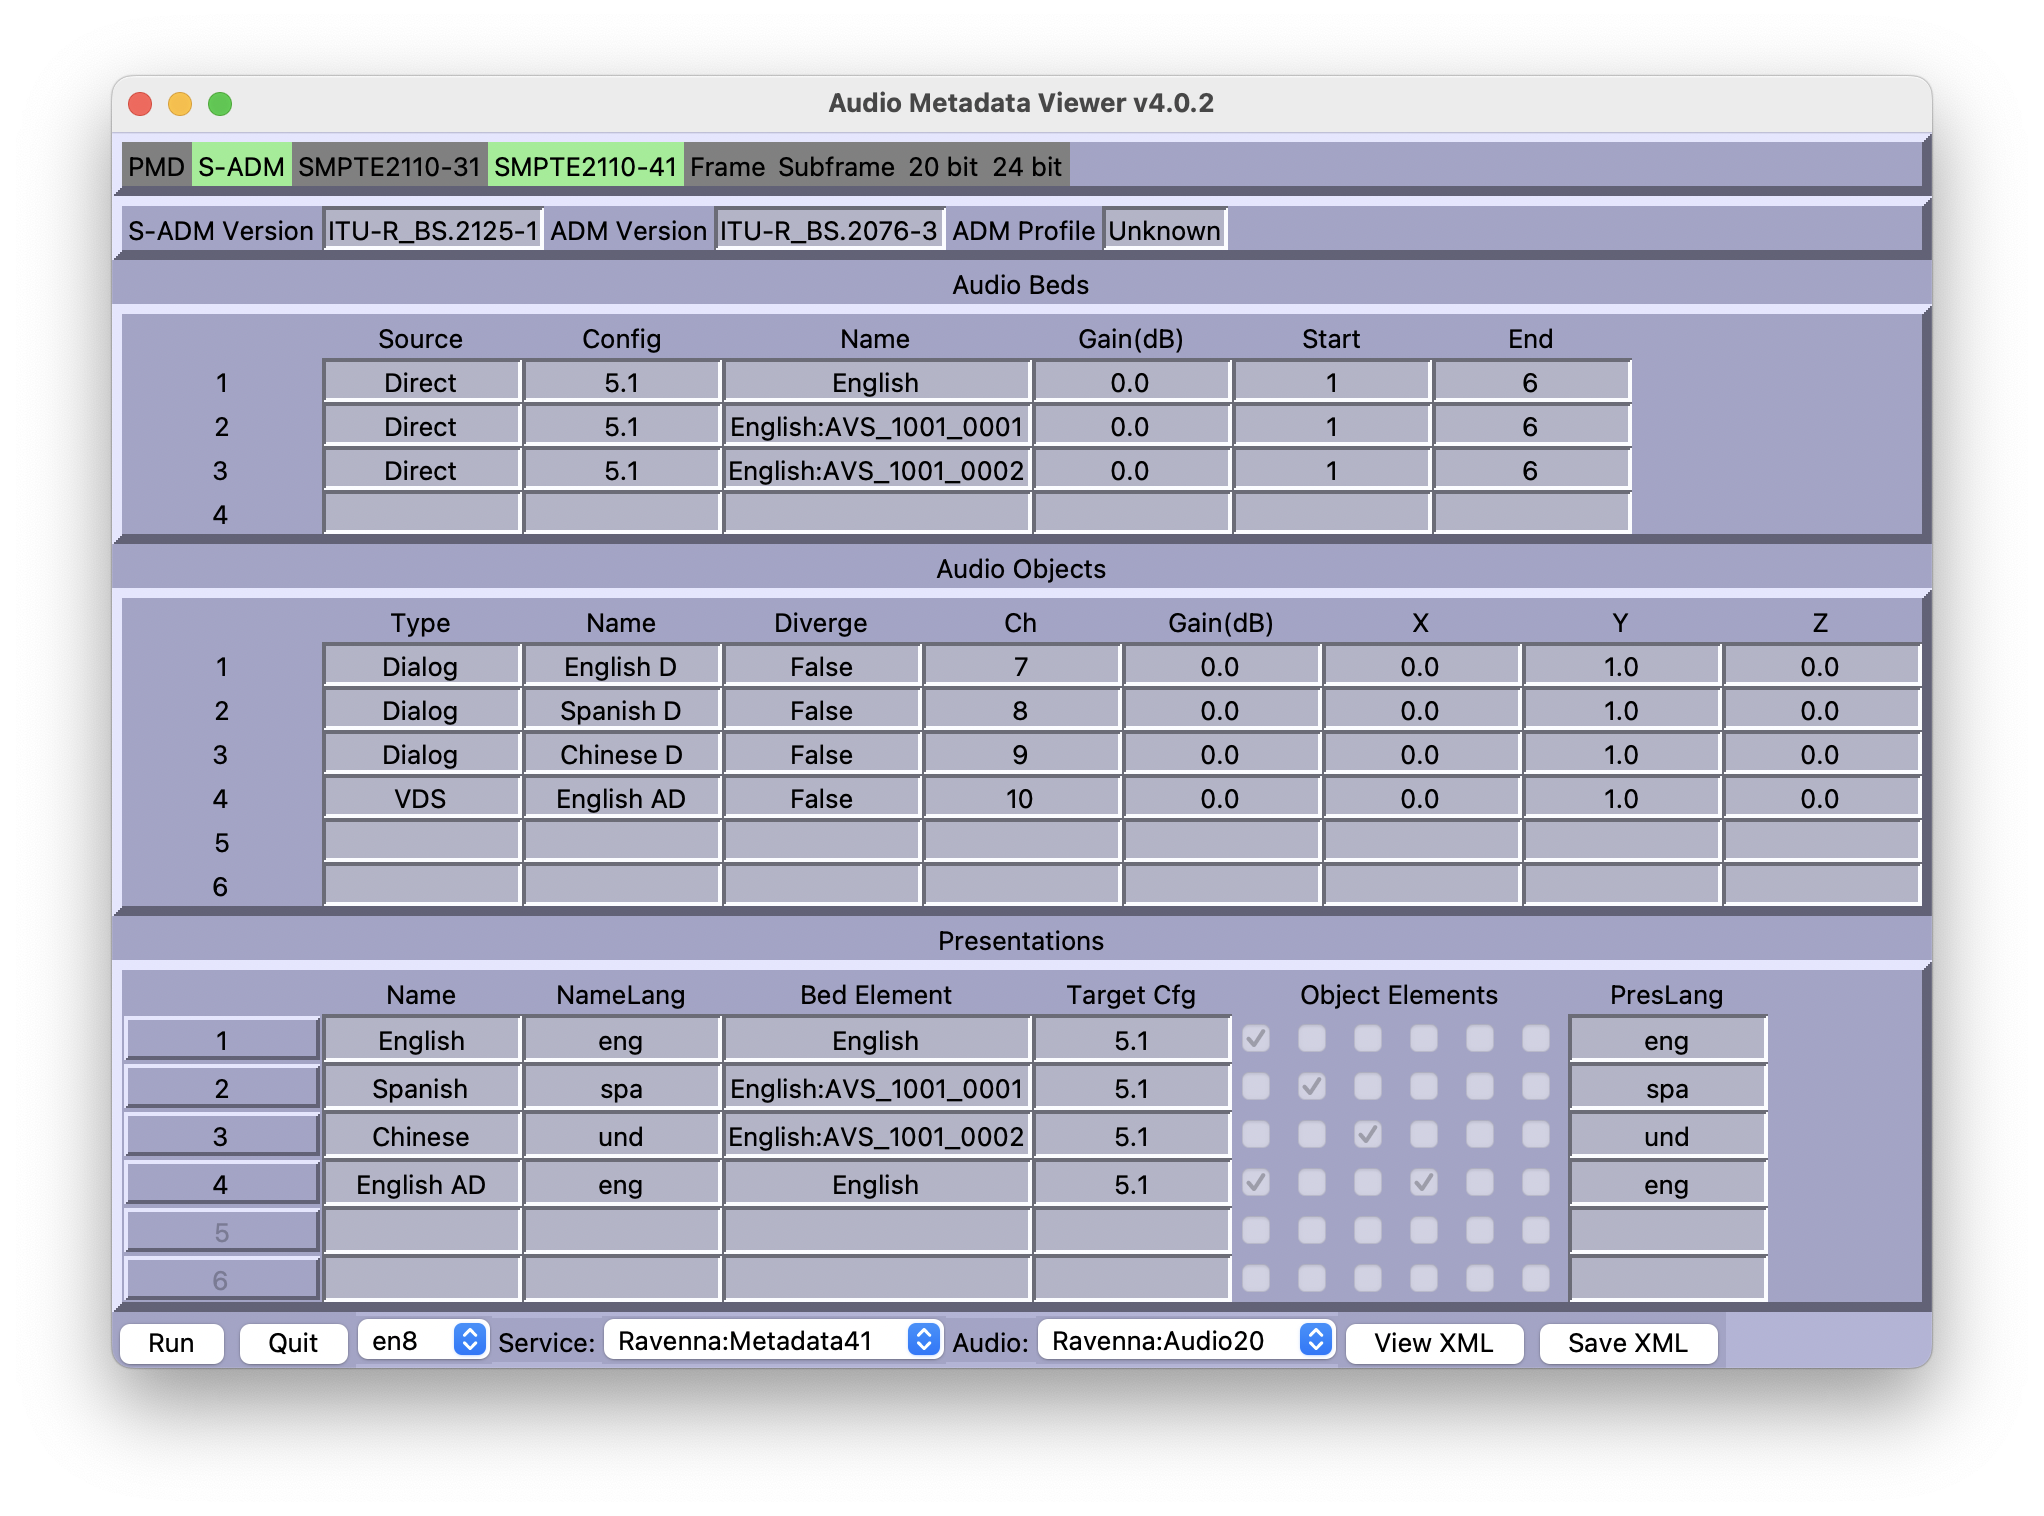 Audio Metadata Viewer v4.0.2
PMD S-ADM SMPTE2110-31 SMPTE2110-41 Frame Subframe 20 bit 24 bit
S-ADM Version ITU-R_BS.2125-1 ADM Version ITU-R_BS.2076-3 ADM Profile Unknown
Audio Beds
Source Config Name Gain(dB) Start End
1 Direct 5.1 English 0.0 1 6
2 Direct 5.1 English:AVS_1001_0001 0.0 1 6
3 Direct 5.1 English:AVS_1001_0002 0.0 1 6
4
Audio Objects
Type Name Diverge Ch Gain(dB) X Y Z
1 Dialog English D False 7 0.0 0.0 1.0 0.0
2 Dialog Spanish D False 8 0.0 0.0 1.0 0.0
3 Dialog Chinese D False 9 0.0 0.0 1.0 0.0
4 VDS English AD False 10 0.0 0.0 1.0 0.0
5
6
Presentations
Name NameLang Bed Element Target Cfg Object Elements PresLang
1 English eng English 5.1 eng
2 Spanish spa English:AVS_1001_0001 5.1 spa
3 Chinese und English:AVS_1001_0002 5.1 und
4 English AD eng English 5.1 eng
5
6
Run Quit en8 Service: Ravenna:Metadata41 Audio: Ravenna:Audio20 View XML Save XML